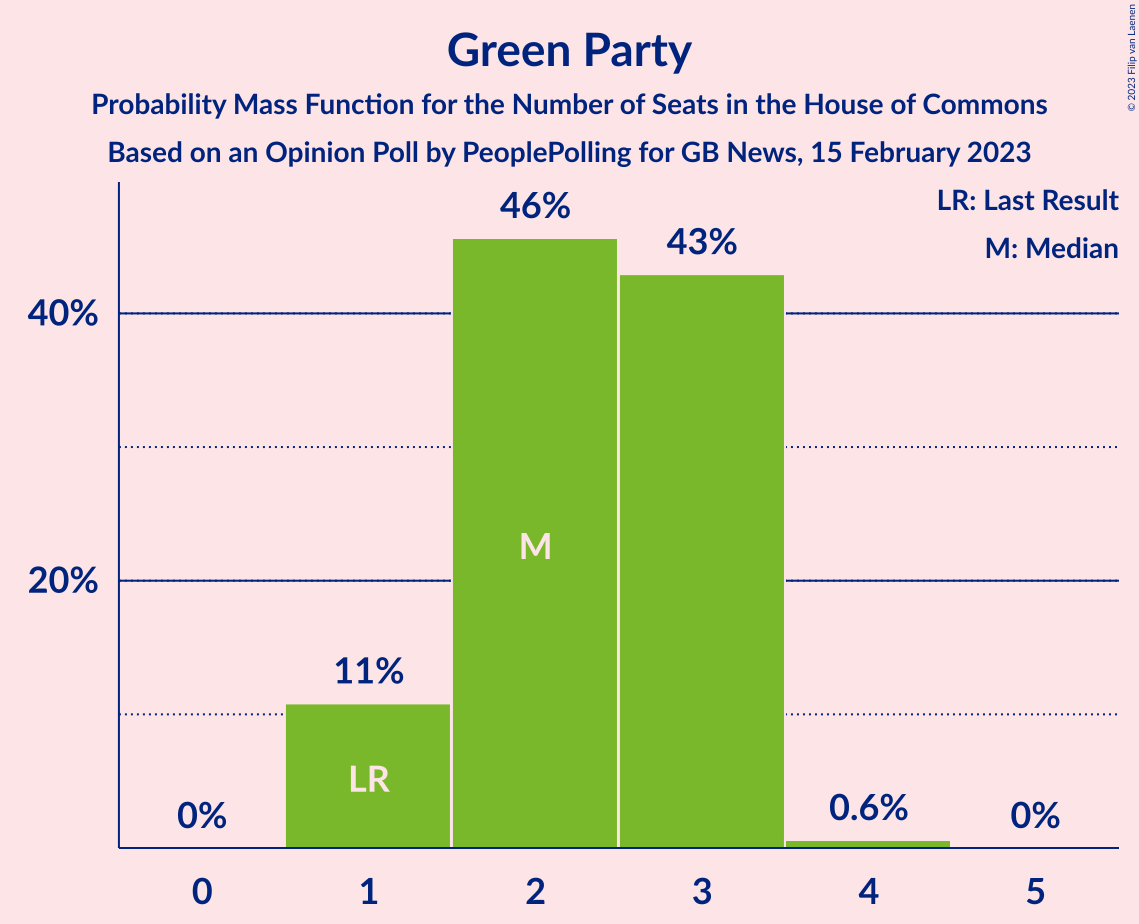 Green Party
Probability Mass Function for the Number of Seats in the House of Commons
Based on an Opinion Poll by PeoplePolling for GB News, 15 February 2023
© 2023 Filip van Laenen
LR: Last Result
M: Median
46%
43%
40%
M
20%
11%
LR
0%
0.6%
0%
0 1 2 3 4 5